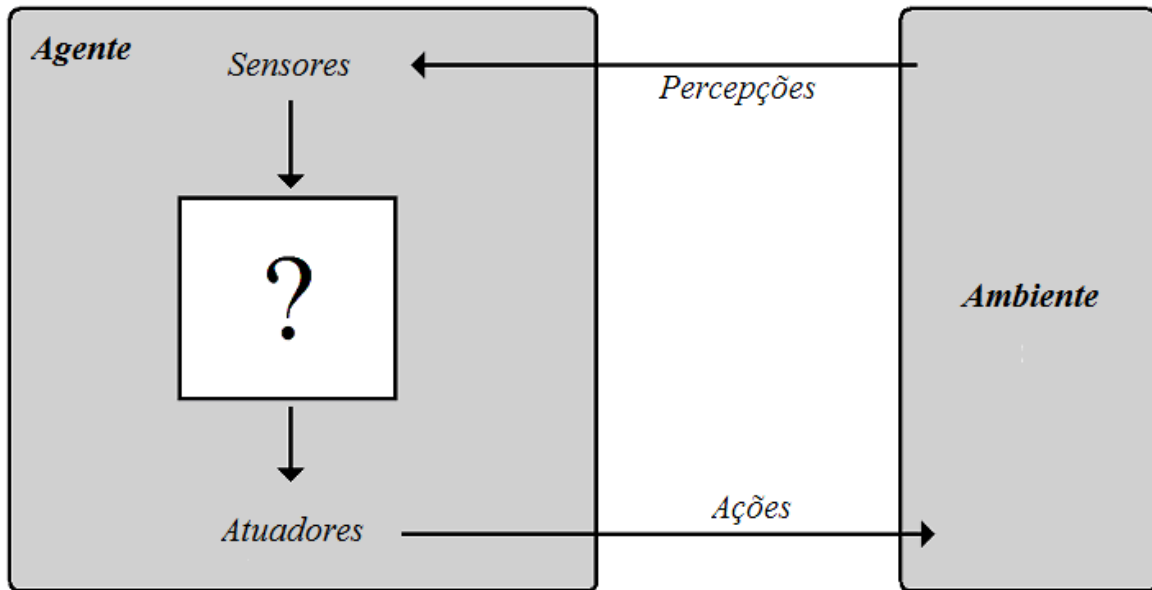 Agente
Sensores
Percepções
?
Ambiente
Ações
Atuadores